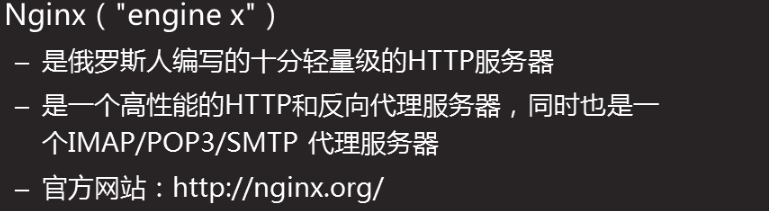 Nginx（"engine x"）
– 是俄罗斯人编写的十分轻量级的HTTP服务器
– 是一个高性能的HTTP和反向代理服务器，同时也是一
个IMAP/POP3/SMTP 代理服务器
– 官方网站：http://nginx.org/